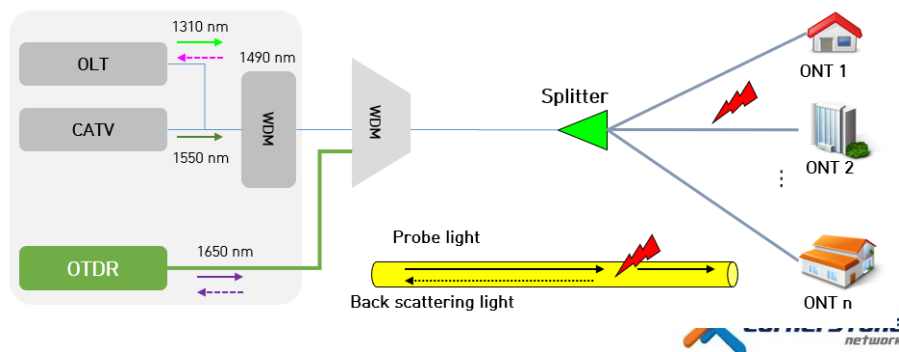 1310 nm
OLT
1490 nm
WDM
CATV
1550 nm
WDM
Splitter
ONT 1
ONT 2
⋮
1650 nm
OTDR
Probe light
Back scattering light
ONT n
network